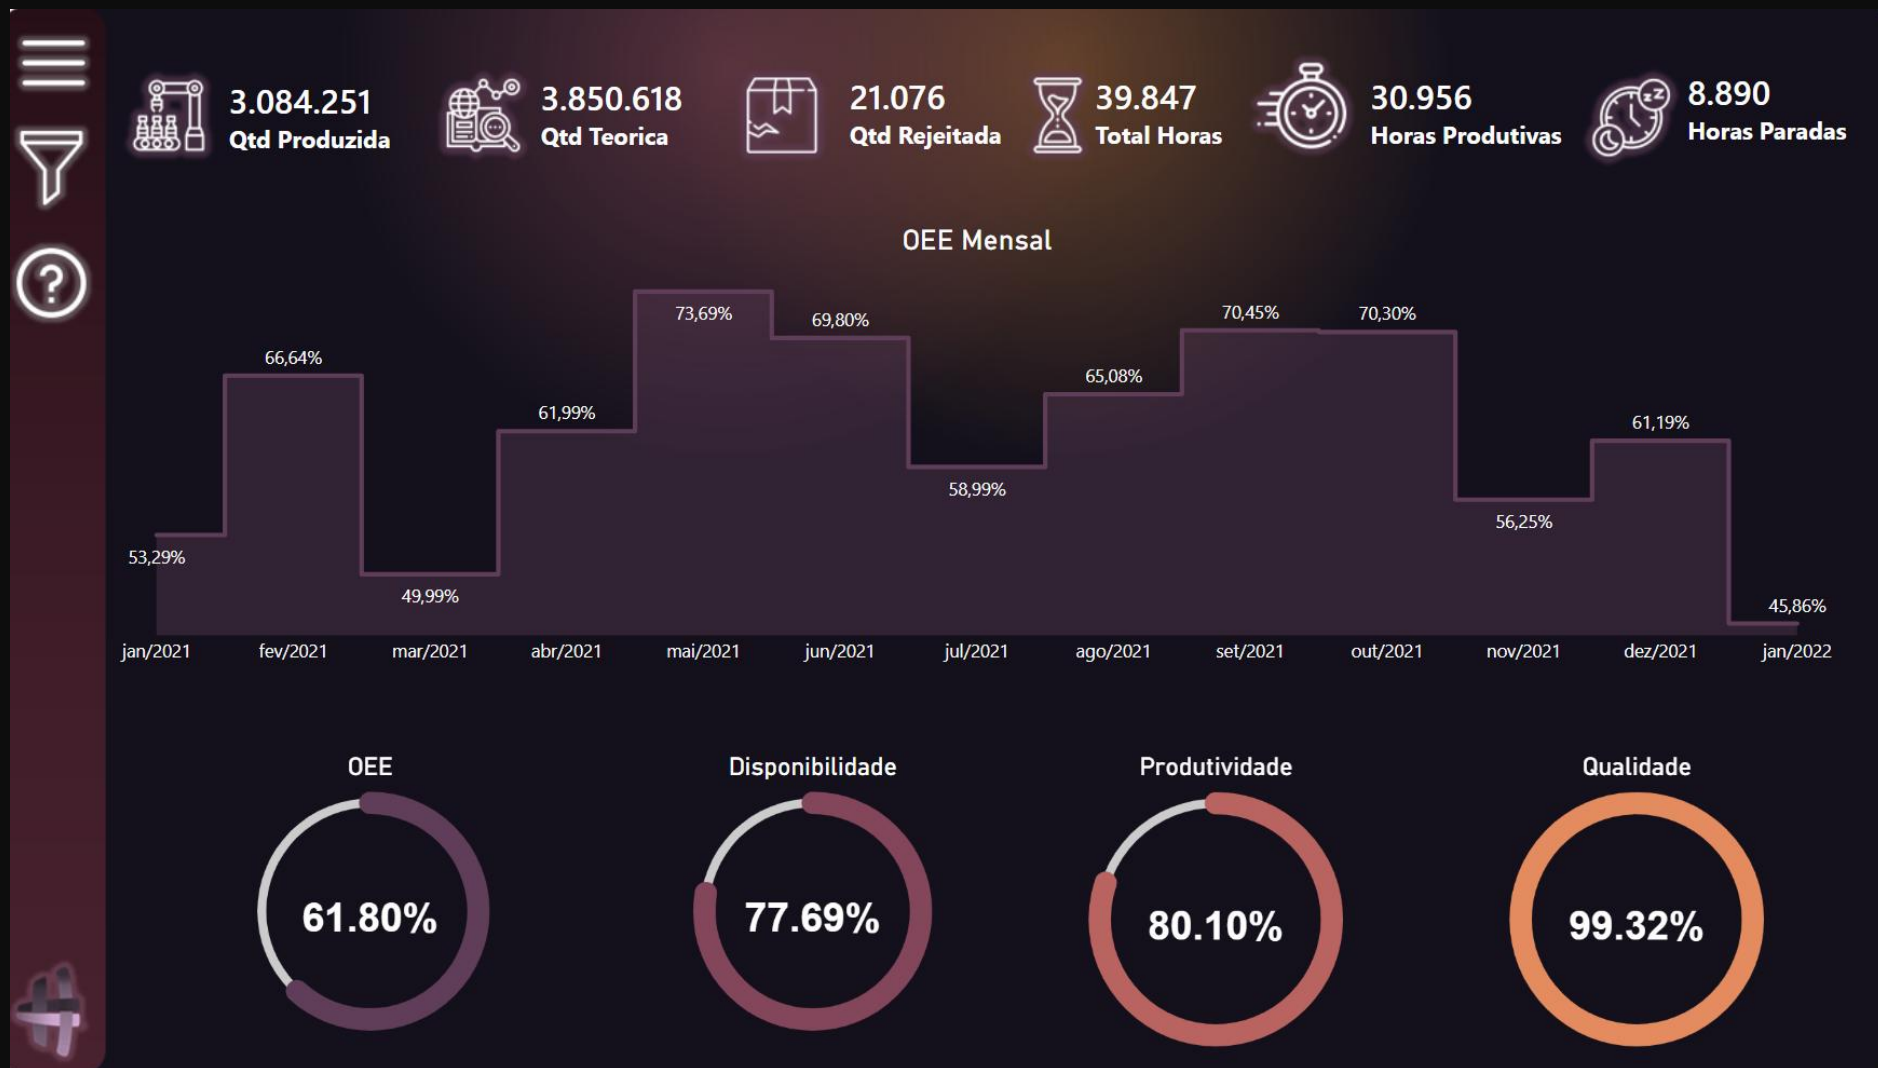 3.084.251
Qtd Produzida
3.850.618
Qtd Teorica
21.076
Qtd Rejeitada
39.847
Total Horas
30.956
Horas Produtivas
8.890
Horas Paradas
?
OEE Mensal
53,29%
66,64%
49,99%
61,99%
73,69%
69,80%
58,99%
65,08%
70,45%
70,30%
56,25%
61,19%
45,86%
jan/2021 fev/2021 mar/2021 abr/2021 mai/2021 jun/2021 jul/2021 ago/2021 set/2021 out/2021 nov/2021 dez/2021 jan/2022
OEE
61.80%
Disponibilidade
77.69%
Produtividade
80.10%
Qualidade
99.32%